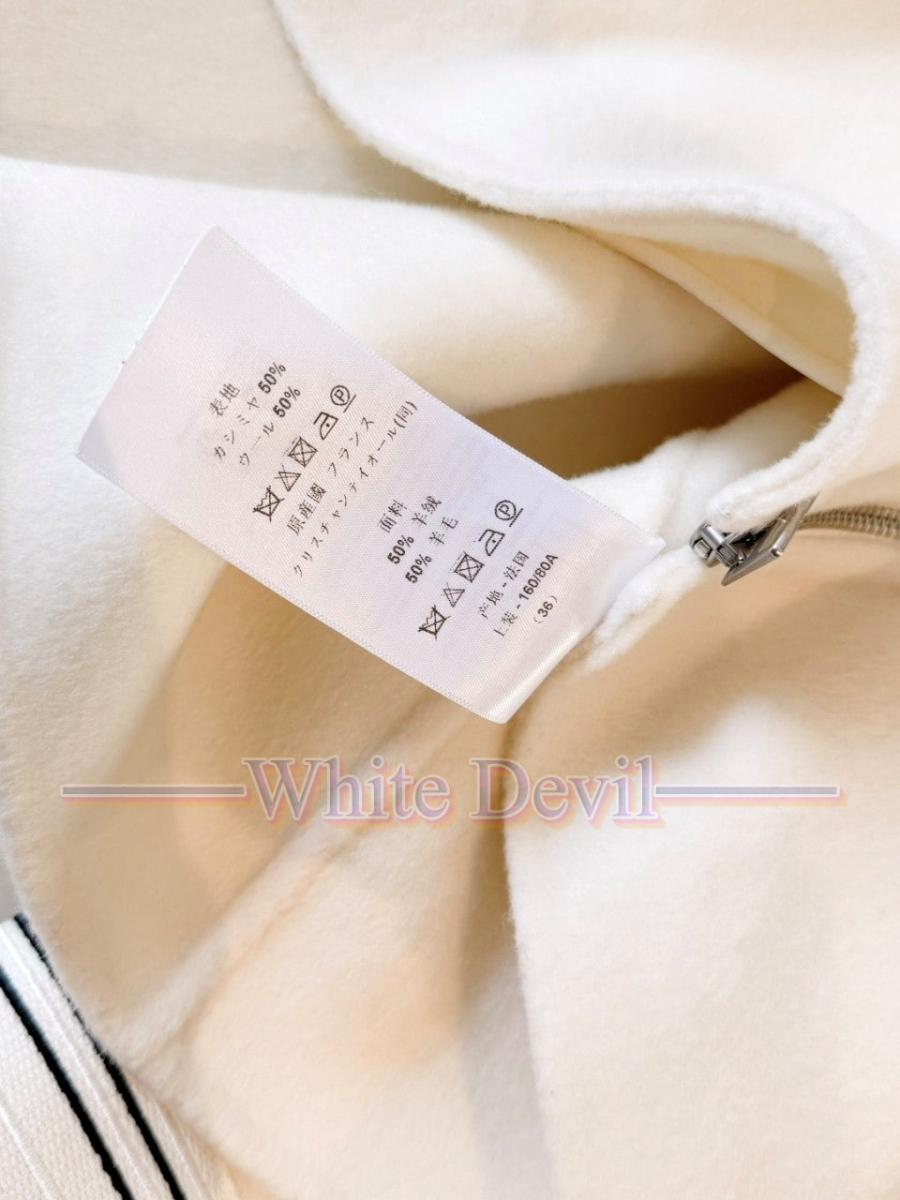 表地
カシミヤ 50%
ウール 50%
原産國 フランス
クリスチャンディオール(同)
面料
50% 羊绒
50% 羊毛
产地 - 法国
上装 - 160/80A
(36)
White Devil